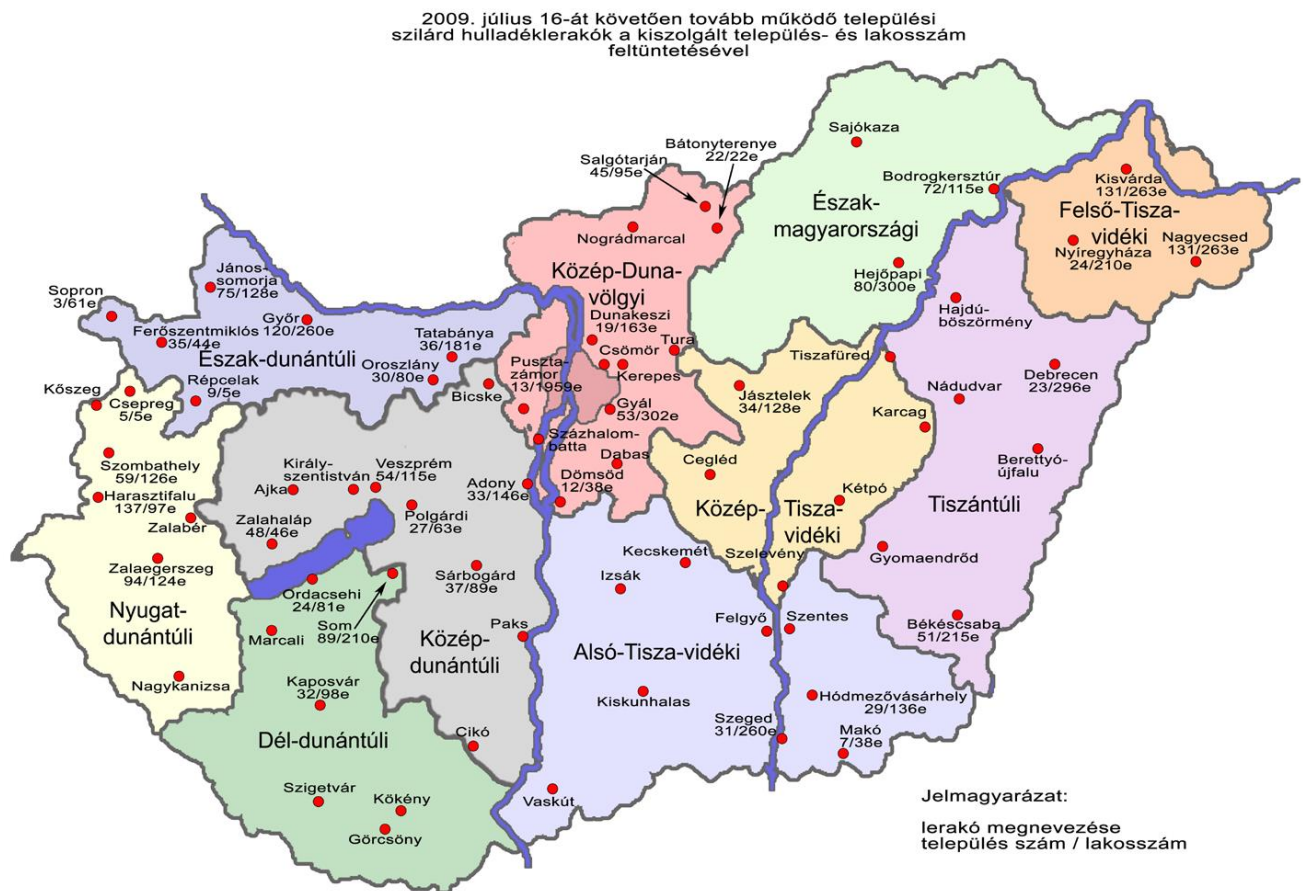 2009. július 16-át követően tovább működő települési
szilárd hulladéklerakók a kiszolgált település- és lakosszám
feltüntetésével
Sajókaza
Bátonyterenye
22/22e
Salgótarján
45/95e
Bodrogkersztúr
72/115e
Kisvárda
131/263e
Felső-Tisza-
vidéki
Nyíregyháza
24/210e
Nagyecsed
131/263e
Észak-
magyarországi
Hejőpapi
80/300e
Nográdmarcal
Közép-Duna-
völgyi
Dunakeszi
19/163e
Csömör
Kerepes
Tura
Puszta-
zámor
13/1959e
Gyál
53/302e
Százhalom-
batta
Dabas
Dömsöd
12/38e
János-
somorja
75/128e
Sopron
3/61e
Győr
120/260e
Ferőszentmiklós
35/44e
Tatabánya
36/181e
Észak-dunántúli
Oroszlány
30/80e
Répcelak
9/5e
Kőszeg
Csepreg
5/5e
Bicske
Szombathely
59/126e
Harasztifalu
137/97e
Zalabér
Zalaegerszeg
94/124e
Nyugat-
dunántúli
Nagykanizsa
Király-
szentistván
Veszprém
54/115e
Ajka
Adony
33/146e
Polgárdi
27/63e
Zalahaláp
48/46e
Sárbogárd
37/89e
Paks
Közép-
dunántúli
Cikó
Ordacsehi
24/81e
Som
89/210e
Marcali
Kaposvár
32/98e
Dél-dunántúli
Szigetvár
Kökény
Görcsöny
Tiszafüred
Jásztelek
34/128e
Karcag
Cegléd
Kétpó
Közép-
Tisza-
vidéki
Szelevény
Hajdú-
böszörmény
Nádudvar
Debrecen
23/296e
Berettyó-
újfalu
Tiszántúli
Gyomaendrőd
Békéscsaba
51/215e
Kecskemét
Izsák
Felgyő
Szentes
Alsó-Tisza-vidéki
Kiskunhalas
Hódmezővásárhely
29/136e
Szeged
31/260e
Makó
7/38e
Vaskút
Jelmagyarázat:
lerakó megnevezése
település szám / lakosszám